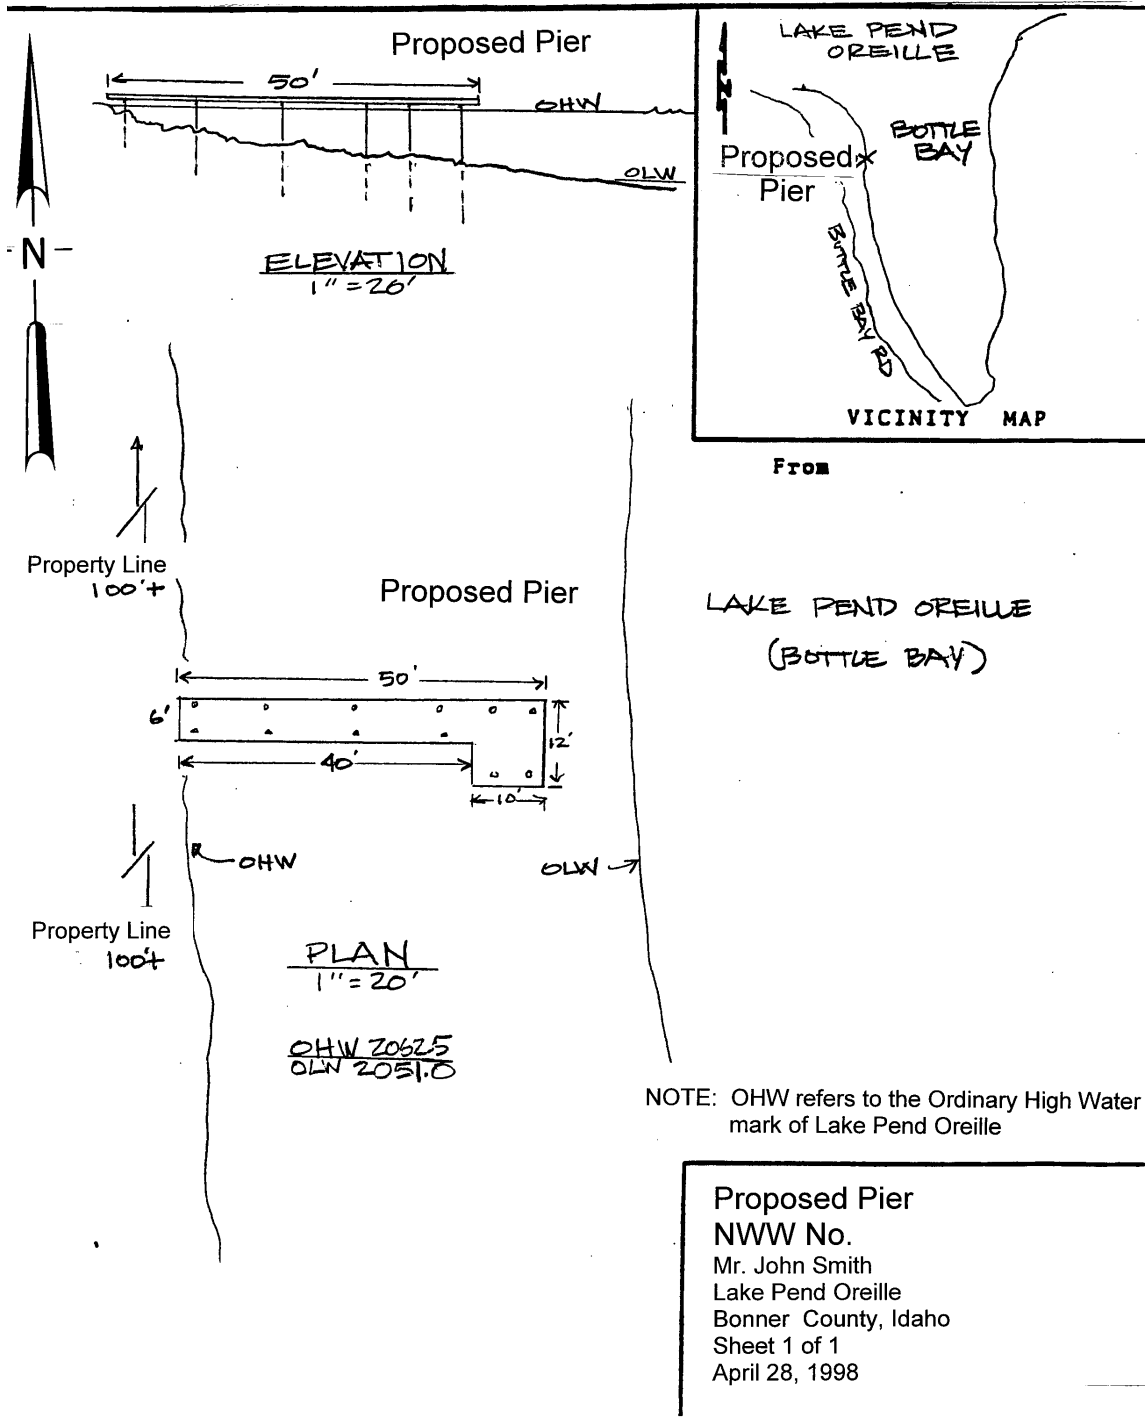 Proposed Pier
50'
OHW
OLW
ELEVATION
1" = 20'
N
LAKE PEND
OREILLE
N
BOTTLE
BAY
Proposed
Pier
X
BOTTLE BAY RD
VICINITY MAP
From
Property Line
100'+
Proposed Pier
LAKE PEND OREILLE
(BOTTLE BAY)
50'
6'
12'
40'
10'
OHW
OLW
Property Line
100'+
PLAN
1" = 20'
OHW 2062.5
OLW 2051.0
NOTE: OHW refers to the Ordinary High Water
mark of Lake Pend Oreille
Proposed Pier
NWW No.
Mr. John Smith
Lake Pend Oreille
Bonner County, Idaho
Sheet 1 of 1
April 28, 1998